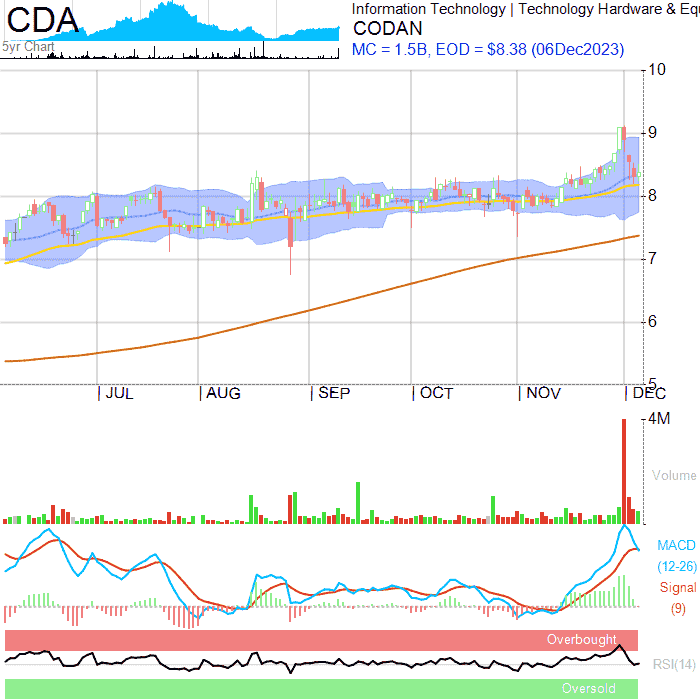 CDA
5yr Chart
Information Technology | Technology Hardware & Equ
CODAN
MC = 1.5B, EOD = $8.38 (06Dec2023)
10
9
8
7
6
5
JUL
AUG
SEP
OCT
NOV
DEC
4M
Volume
MACD
(12-26)
Signal
(9)
Overbought
RSI(14)
Oversold